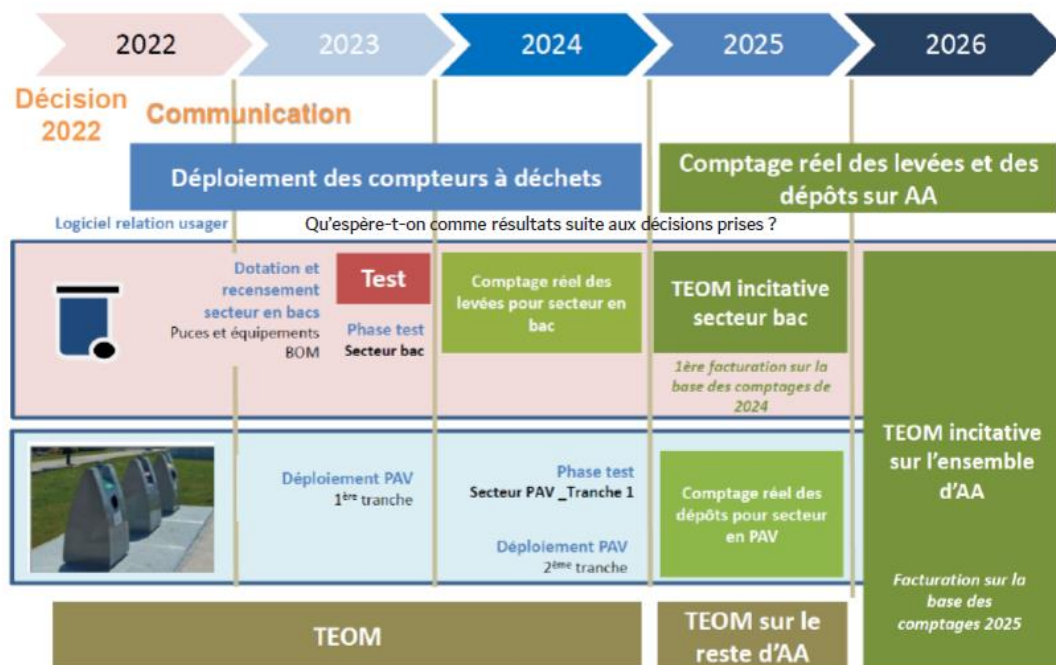 2022
2023
2024
2025
2026
Décision
2022
Communication
Déploiement des compteurs à déchets
Comptage réel des levées et des
dépôts sur AA
Logiciel relation usager
Qu'espère-t-on comme résultats suite aux décisions prises ?
Dotation et
recensement
secteur en bacs
Puces et équipements
BOM
Test
Phase test
Secteur bac
Comptage réel des
levées pour secteur en
bac
TEOM incitative
secteur bac
1ère facturation sur la
base des comptages de
2024
TEOM incitative
sur l'ensemble
d'AA
Facturation sur la
base des
comptages 2025
Déploiement PAV
1ère tranche
Phase test
Secteur PAV _Tranche 1
Déploiement PAV
2ème tranche
Comptage réel des
dépôts pour secteur
en PAV
TEOM
TEOM sur le
reste d'AA